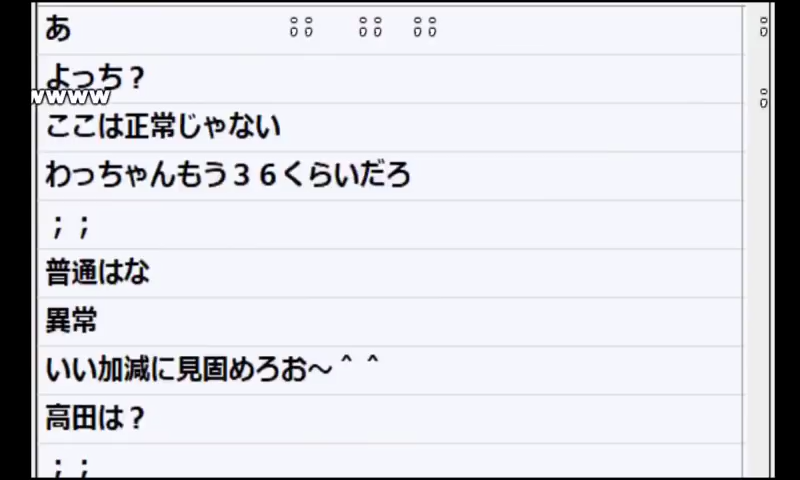 あ
よっち？
wwww
ここは正常じゃない
わっちゃんもう３６くらいだろ
；；
普通はな
異常
いい加減に見固めろお～＾＾
高田は？
；；